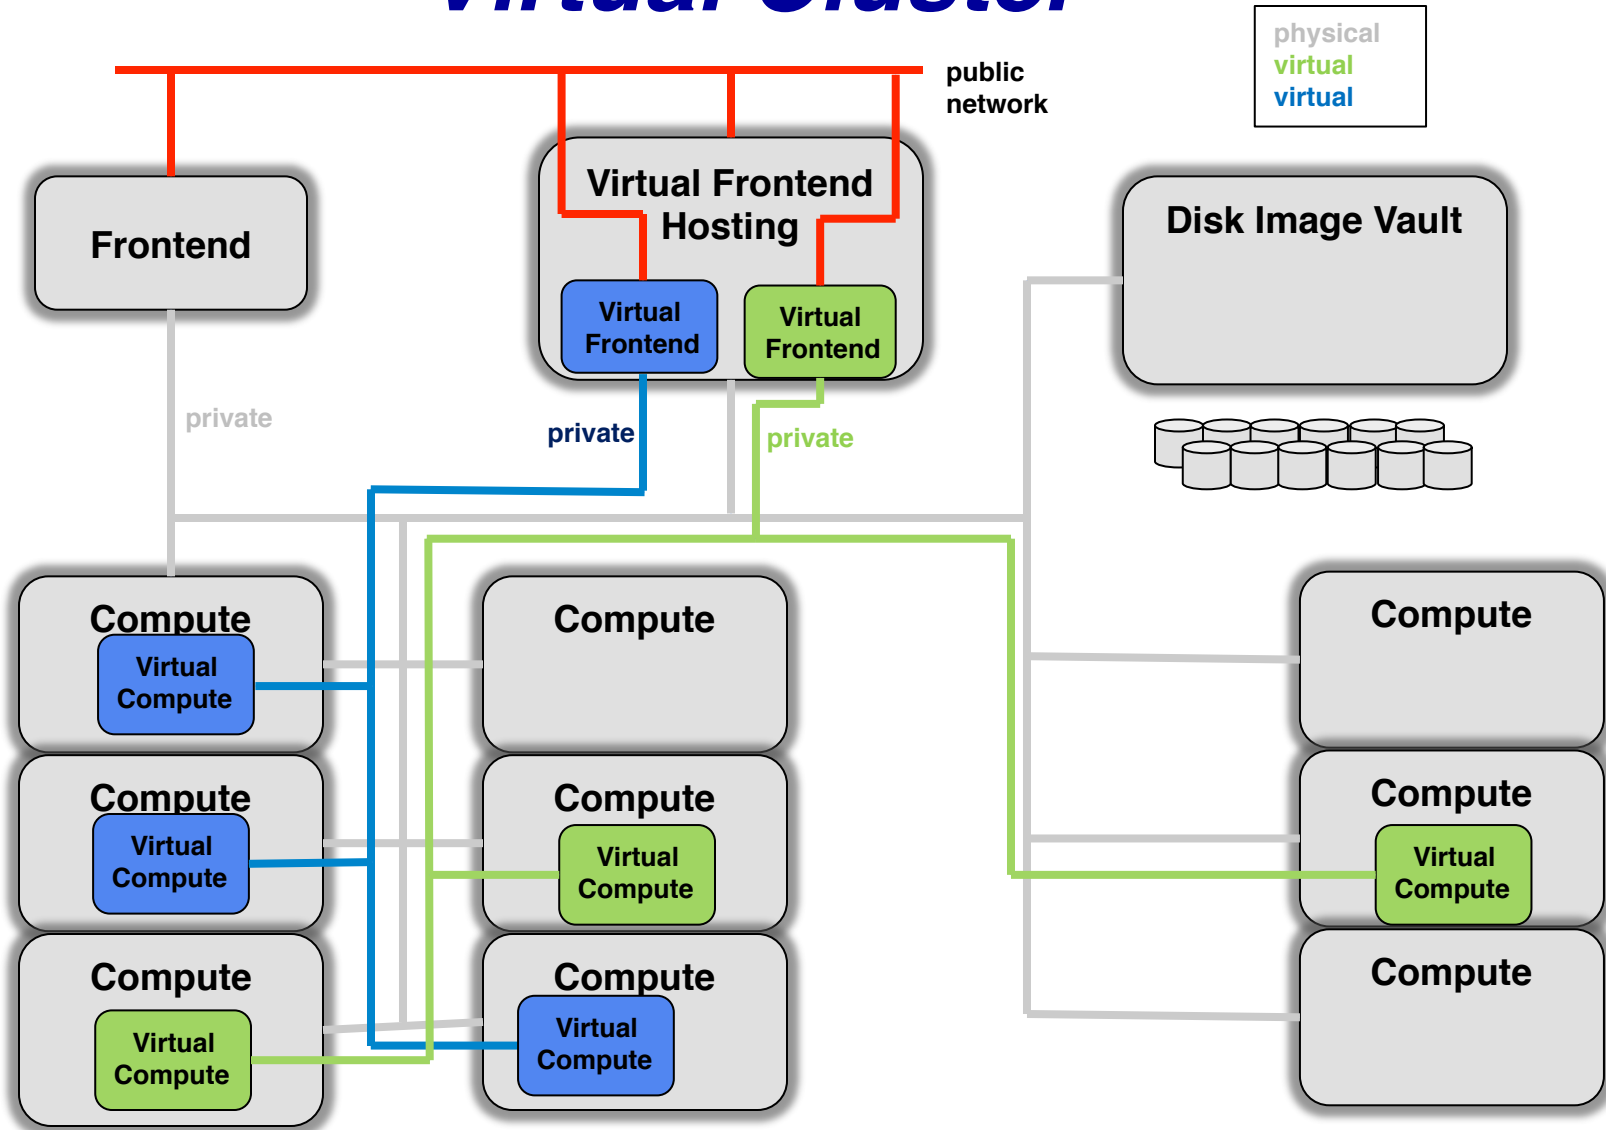 Virtual Cluster
physical
virtual
virtual
public
network
Frontend
Virtual Frontend
Hosting
Virtual
Frontend
Virtual
Frontend
Disk Image Vault
private
private
private
Compute
Virtual
Compute
Compute
Compute
Compute
Virtual
Compute
Compute
Virtual
Compute
Compute
Virtual
Compute
Compute
Virtual
Compute
Compute
Virtual
Compute
Compute